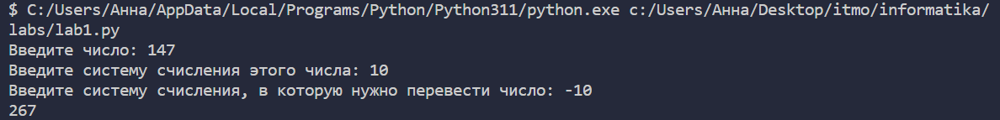 $ C:/Users/Анна/AppData/Local/Programs/Python/Python311/python.exe c:/Users/Анна/Desktop/itmo/informatika/
labs/lab1.py
Введите число: 147
Введите систему счисления этого числа: 10
Введите систему счисления, в которую нужно перевести число: -10
267